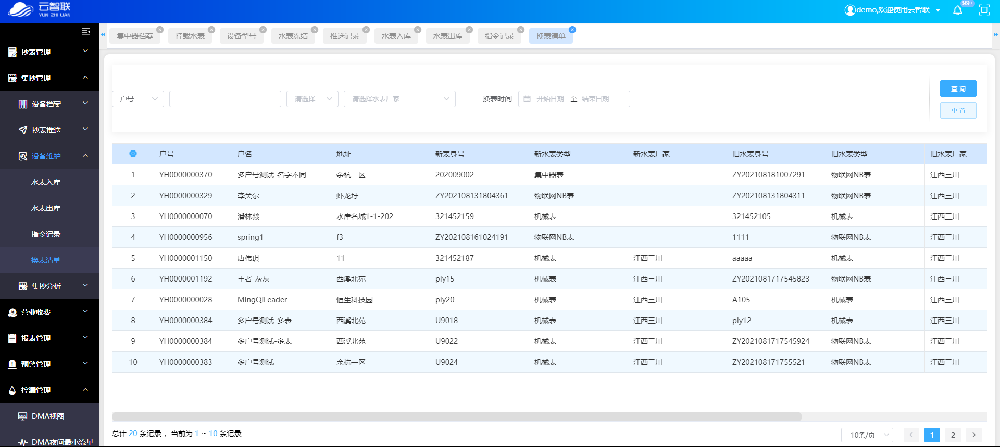 云智联
YUN ZHI LIAN
demo,欢迎使用云智联
99+
集中器档案
挂载水表
设备型号
水表冻结
推送记录
水表入库
水表出库
指令记录
换表清单
抄表管理
集抄管理
设备档案
抄表推送
设备维护
水表入库
水表出库
指令记录
换表清单
集抄分析
营业收费
报表管理
预警管理
控漏管理
DMA视图
DMA夜间最小流量
户号 请选择 请选择水表厂家 换表时间 开始日期 至 结束日期
查询
重置
户号 户名 地址 新表身号 新水表类型 新水表厂家 旧水表身号 旧水表类型 旧水表厂家
1 YH0000000370 多户号测试-名字不同 余杭一区 202009002 集中器表 ZY202108181007291 物联网NB表 江西三川
2 YH0000000329 李关尔 虾龙圩 ZY202108131804361 物联网NB表 ZY202108131804311 物联网NB表 江西三川
3 YH0000000070 潘林燚 水岸名城1-1-202 321452159 机械表 321452105 机械表 江西三川
4 YH0000000956 spring1 f3 ZY202108161024191 物联网NB表 1111 物联网NB表 江西三川
5 YH0000001150 唐伟琪 11 321452187 机械表 江西三川 aaaaa 机械表 江西三川
6 YH0000001192 王者-灰灰 西溪北苑 ply15 机械表 江西三川 ZY2021081717545823 物联网NB表 江西三川
7 YH0000000028 MingQiLeader 恒生科技园 ply20 机械表 江西三川 A105 机械表 江西三川
8 YH0000000384 多户号测试-多表 西溪北苑 U9018 机械表 江西三川 ply12 机械表 江西三川
9 YH0000000384 多户号测试-多表 西溪北苑 U9022 机械表 江西三川 ZY2021081717545924 物联网NB表 江西三川
10 YH0000000383 多户号测试 余杭一区 U9024 机械表 江西三川 ZY202108171755521 物联网NB表 江西三川
总计 20 条记录，当前为 1 ~ 10 条记录
10条/页 1 2